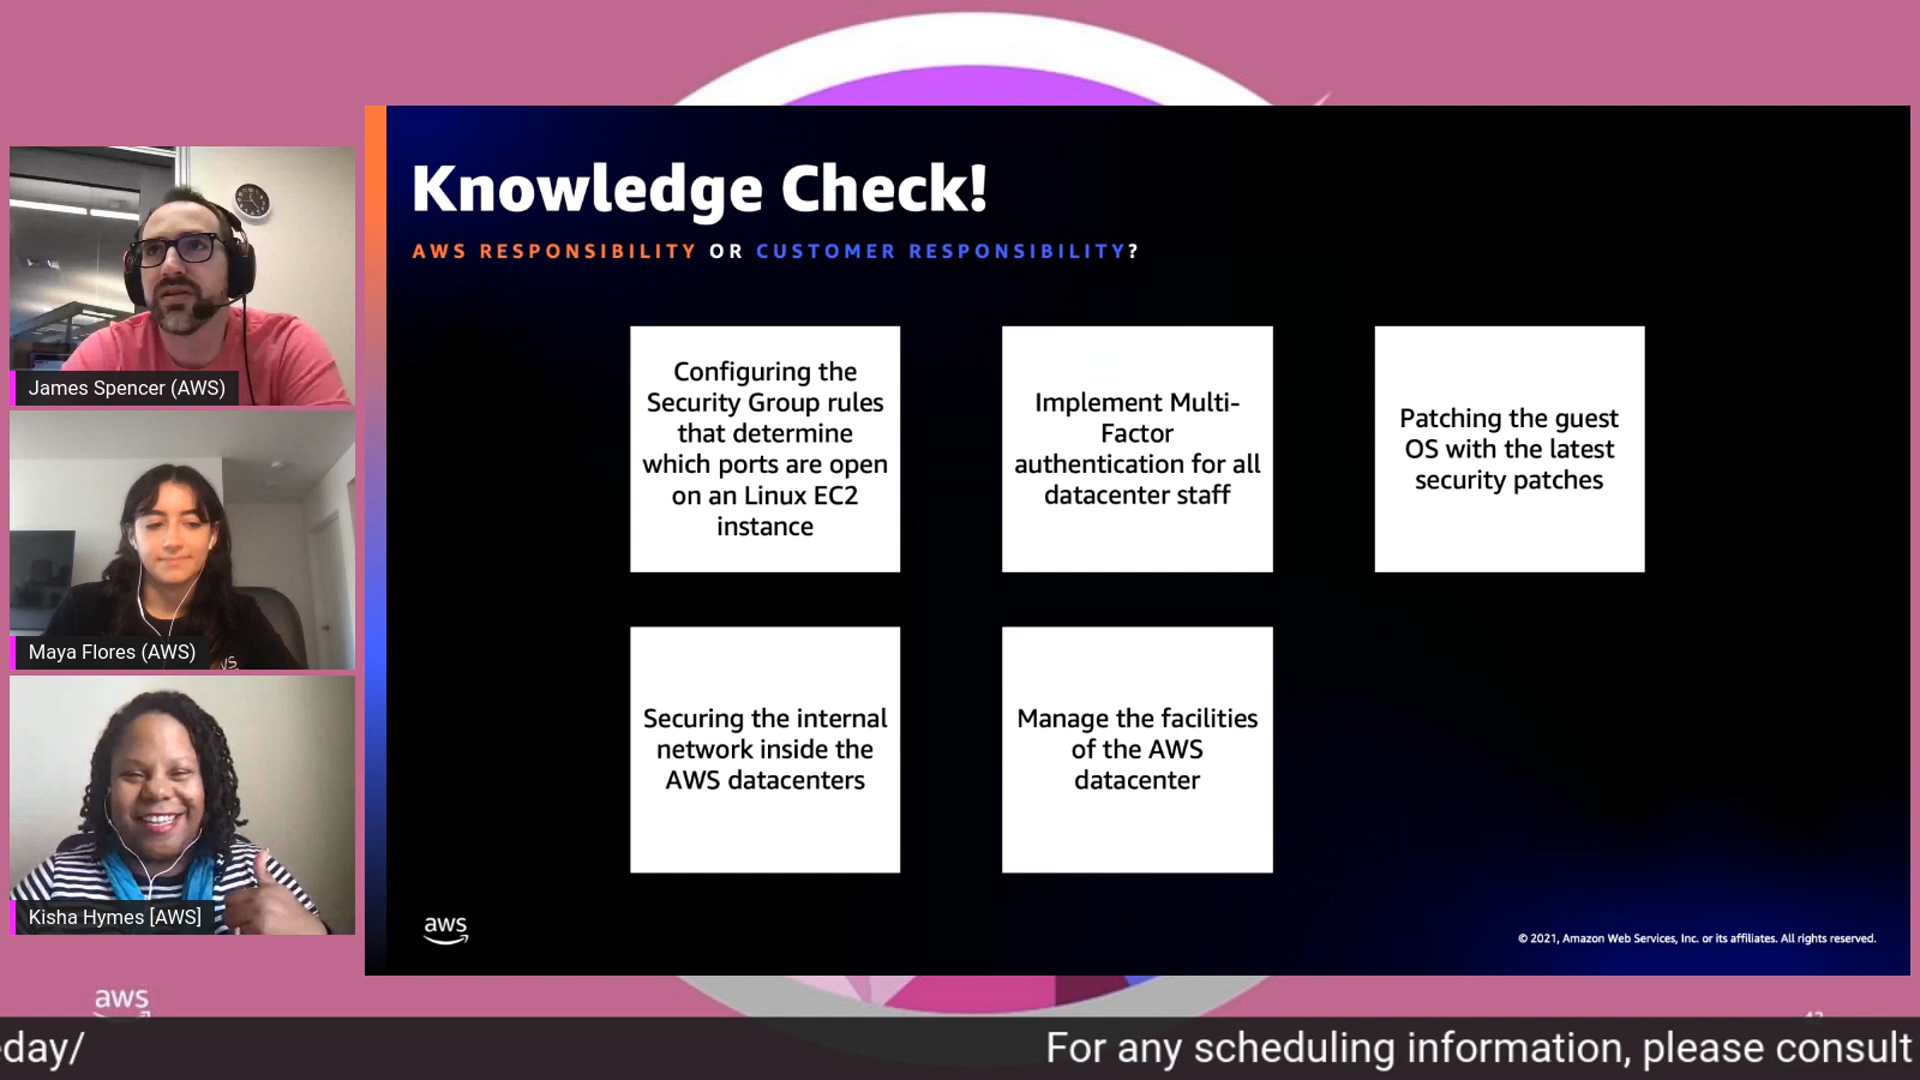 Knowledge Check!
AWS RESPONSIBILITY OR CUSTOMER RESPONSIBILITY?
Configuring the
Security Group rules
that determine
which ports are open
on an Linux EC2
instance
Implement Multi-
Factor
authentication for all
datacenter staff
Patching the guest
OS with the latest
security patches
Securing the internal
network inside the
AWS datacenters
Manage the facilities
of the AWS
datacenter
aws
© 2021, Amazon Web Services, Inc. or its affiliates. All rights reserved.
James Spencer (AWS)
Maya Flores (AWS)
Kisha Hymes [AWS]
aws
eday/
For any scheduling information, please consult